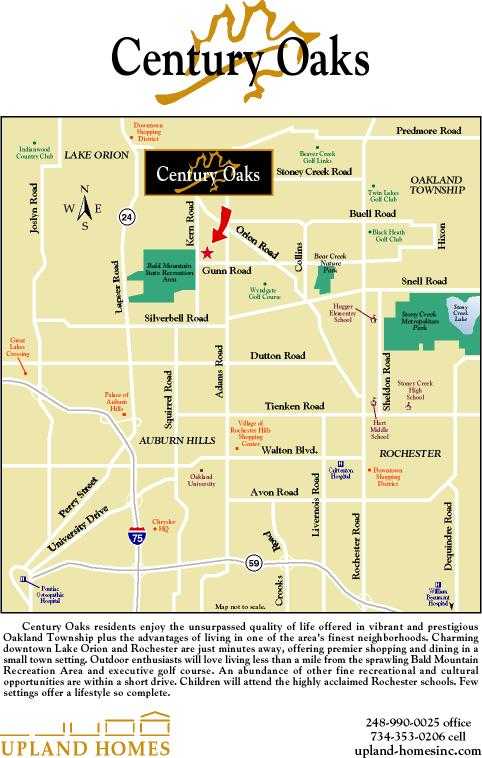 Century Oaks
Predmore Road
Downtown
Shopping
District
Indianwood
Country Club
LAKE ORION
Beaver Creek
Golf Links
Century Oaks
Stoney Creek Road
OAKLAND
TOWNSHIP
Twin Lakes
Golf Club
Joslyn Road
N
W
E
S
24
Kern Road
Buell Road
Orion Road
Collins
Black Heath
Golf Club
Hixon
Bald Mountain
State Recreation
Area
Gunn Road
Bear Creek
Nature
Park
Lapeer Road
Wyndgate
Golf Course
Snell Road
Silverbell Road
Hugger
Elementary
School
Stony Creek
Metropolitan
Park
Stony
Creek
Lake
Great
Lakes
Crossing
Dutton Road
Squirrel Road
Adams Road
Sheldon Road
Stoney Creek
High
School
Palace of
Auburn
Hills
Tienken Road
Hart
Middle
School
Village of
Rochester Hills
Shopping
Center
AUBURN HILLS
Walton Blvd.
ROCHESTER
H
Crittenton
Hospital
Downtown
Shopping
District
Oakland
University
Perry Street
Avon Road
Livernois Road
University Drive
Chrysler
HQ
75
Rochester Road
Dequindre Road
59
Crooks
Road
H
Pontiac
Osteopathic
Hospital
William
Beaumont
Hospital
H
Map not to scale.
Century Oaks residents enjoy the unsurpassed quality of life offered in vibrant and prestigious
Oakland Township plus the advantages of living in one of the area's finest neighborhoods. Charming
downtown Lake Orion and Rochester are just minutes away, offering premier shopping and dining in a
small town setting. Outdoor enthusiasts will love living less than a mile from the sprawling Bald Mountain
Recreation Area and executive golf course. An abundance of other fine recreational and cultural
opportunities are within a short drive. Children will attend the highly acclaimed Rochester schools. Few
settings offer a lifestyle so complete.
UPLAND HOMES
248-990-0025 office
734-353-0206 cell
upland-homesinc.com